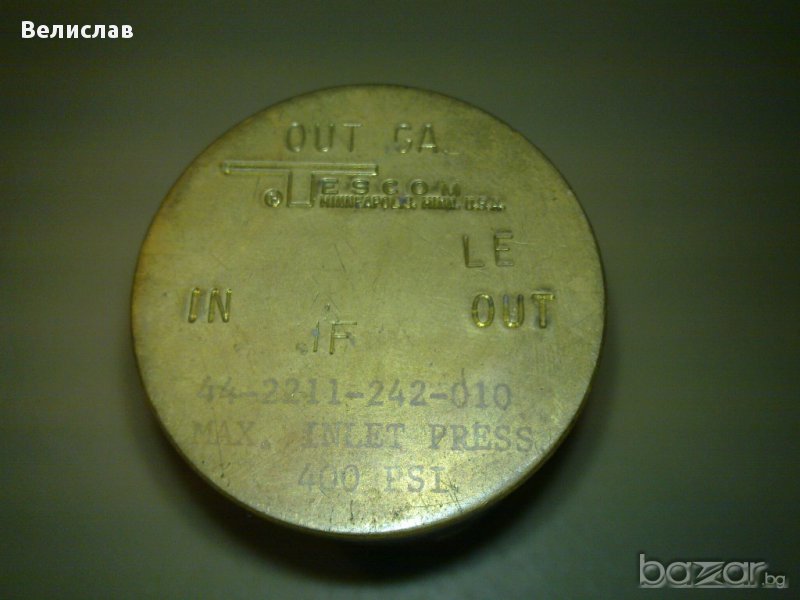 Велислав
OUT GA.
® TESCOM
MINNEAPOLIS, MINN. U.S.A.
LE
IN OUT
IF
44-2211-242-010
MAX. INLET PRESS.
400 PSI
bazar.bg